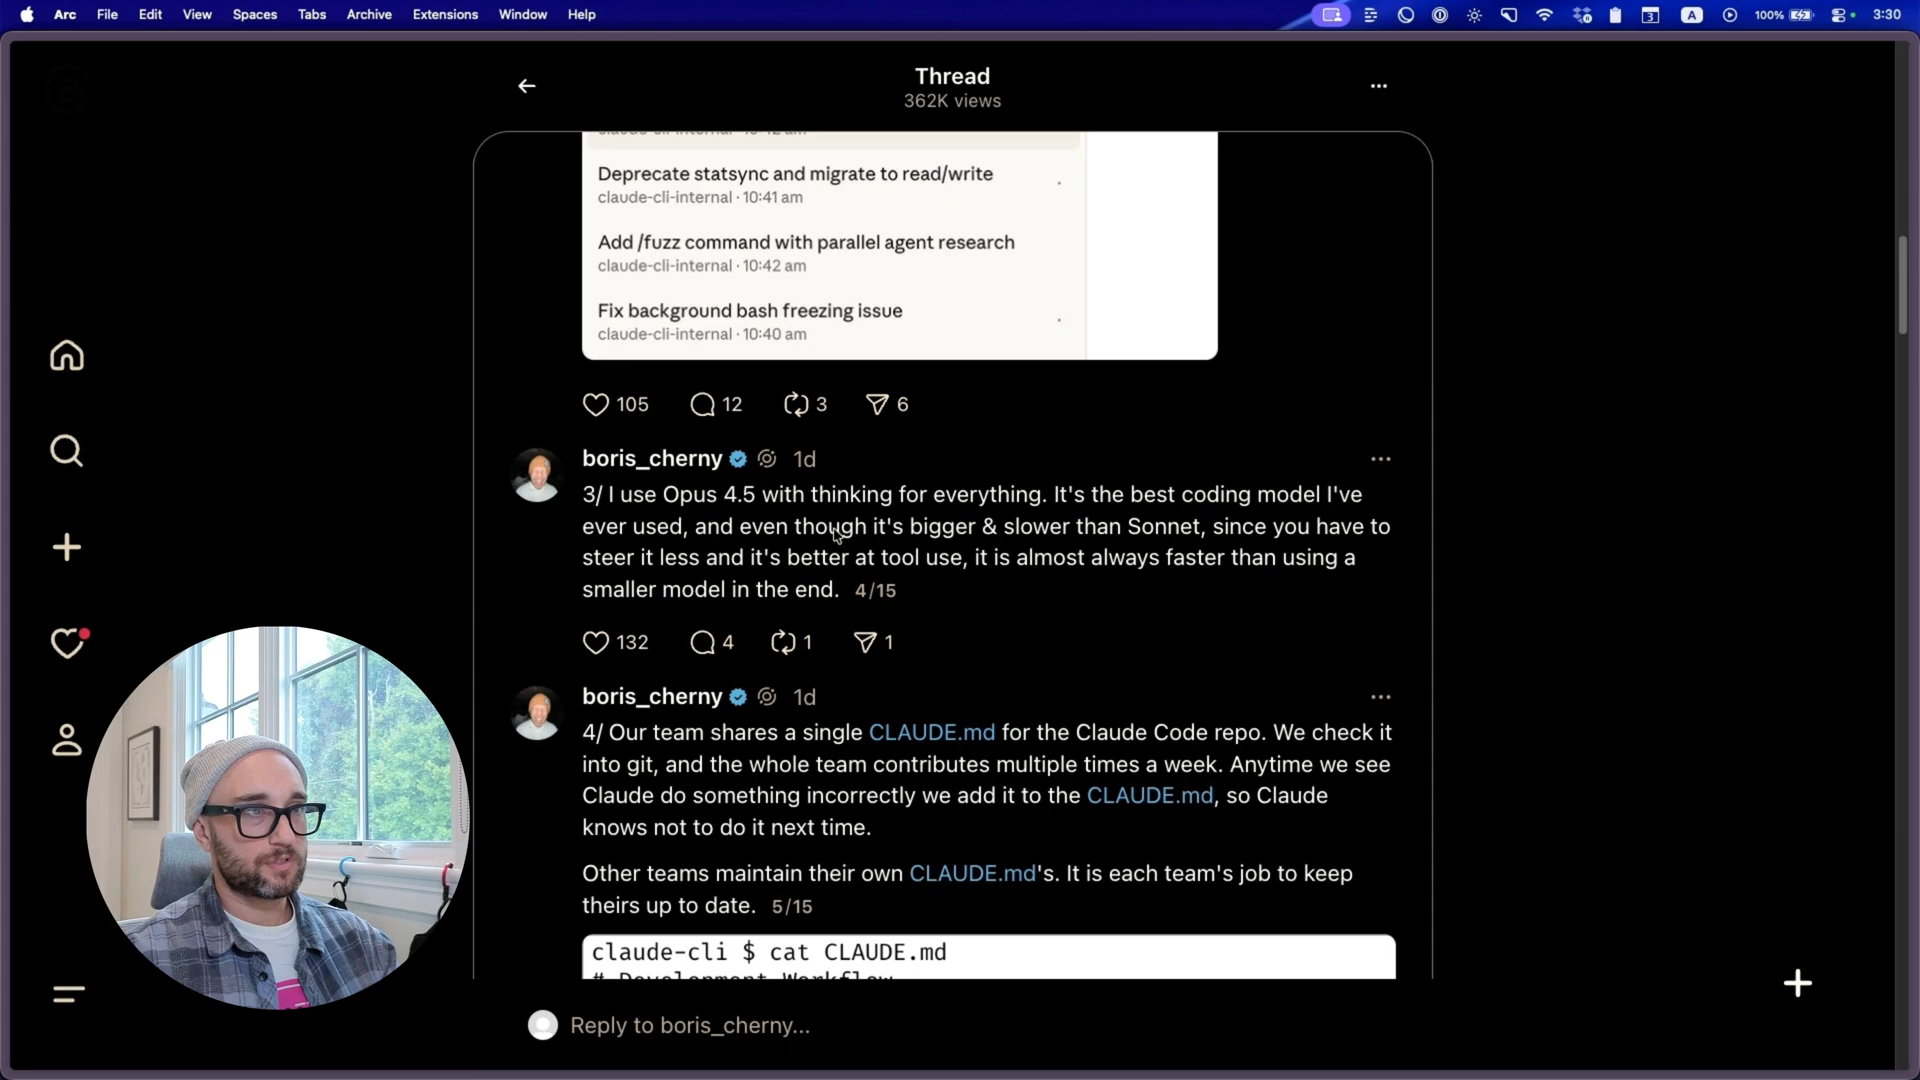 Arc File Edit View Spaces Tabs Archive Extensions Window Help 3 A 100% 3:30
Thread
362K views
Deprecate statsync and migrate to read/write
claude-cli-internal · 10:41 am
Add /fuzz command with parallel agent research
claude-cli-internal · 10:42 am
Fix background bash freezing issue
claude-cli-internal · 10:40 am
105 12 3 6
boris_cherny 1d
3/ I use Opus 4.5 with thinking for everything. It's the best coding model I've
ever used, and even though it's bigger & slower than Sonnet, since you have to
steer it less and it's better at tool use, it is almost always faster than using a
smaller model in the end. 4/15
132 4 1 1
boris_cherny 1d
4/ Our team shares a single CLAUDE.md for the Claude Code repo. We check it
into git, and the whole team contributes multiple times a week. Anytime we see
Claude do something incorrectly we add it to the CLAUDE.md, so Claude
knows not to do it next time.
Other teams maintain their own CLAUDE.md's. It is each team's job to keep
theirs up to date. 5/15
claude-cli $ cat CLAUDE.md
# Development Workflow
Reply to boris_cherny...